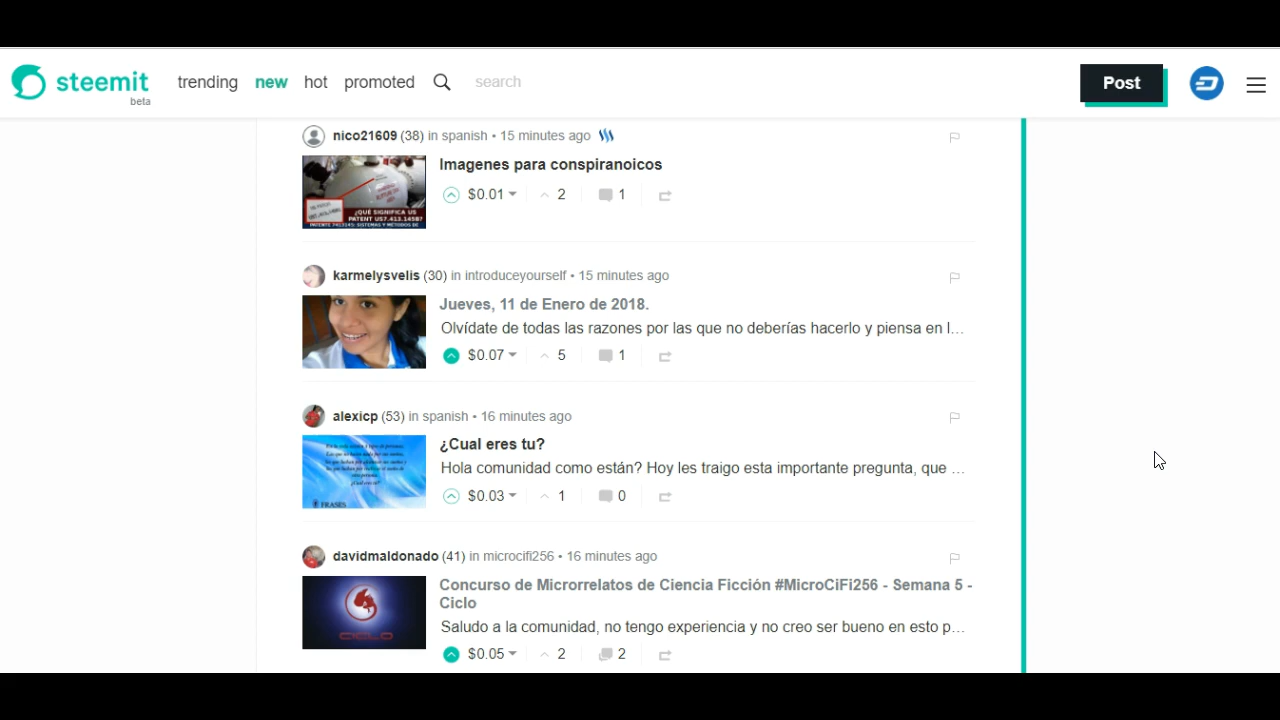 steemit
beta
trending new hot promoted search
Post
nico21609 (38) in spanish • 15 minutes ago
Imagenes para conspiranoicos
¿QUÉ SIGNIFICA US
PATENT US7.413.145B?
$0.01 2 1
karmelysvelis (30) in introduceyourself • 15 minutes ago
Jueves, 11 de Enero de 2018.
Olvídate de todas las razones por las que no deberías hacerlo y piensa en l...
$0.07 5 1
alexicp (53) in spanish • 16 minutes ago
¿Cual eres tu?
Hola comunidad como están? Hoy les traigo esta importante pregunta, que ...
FRASES
$0.03 1 0
davidmaldonado (41) in microcifi256 • 16 minutes ago
Concurso de Microrrelatos de Ciencia Ficción #MicroCiFi256 - Semana 5 -
Ciclo
Saludo a la comunidad, no tengo experiencia y no creo ser bueno en esto p...
CICLO
$0.05 2 2